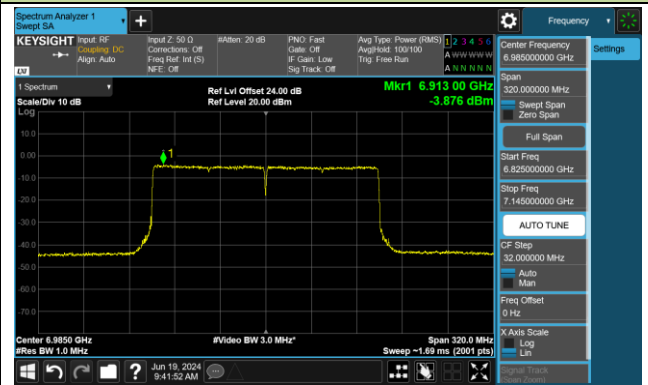 Spectrum Analyzer 1
Swept SA
Frequency
KEYSIGHT
Input: RF
Coupling: DC
Align: Auto
Input Z: 50 Ω
Corrections: Off
Freq Ref: Int (S)
NFE: Off
#Atten: 20 dB
PNO: Fast
Gate: Off
IF Gain: Low
Sig Track: Off
Avg Type: Power (RMS)
Avg|Hold: 100/100
Trig: Free Run
1 2 3 4 5 6
A W W W W W
A N N N N N
LXI
1 Spectrum
Scale/Div 10 dB
Log
Ref Lvl Offset 24.00 dB
Ref Level 20.00 dBm
Mkr1 6.913 00 GHz
-3.876 dBm
1
10.0
0.00
-10.0
-20.0
-30.0
-40.0
-50.0
-60.0
-70.0
Center 6.9850 GHz
#Res BW 1.0 MHz
#Video BW 3.0 MHz*
Span 320.0 MHz
Sweep ~1.69 ms (2001 pts)
Jun 19, 2024
9:41:52 AM
Center Frequency
6.985000000 GHz
Settings
Span
320.000000 MHz
Swept Span
Zero Span
Full Span
Start Freq
6.825000000 GHz
Stop Freq
7.145000000 GHz
AUTO TUNE
CF Step
32.000000 MHz
Auto
Man
Freq Offset
0 Hz
X Axis Scale
Log
Lin
Signal Track
(Span Zoom)